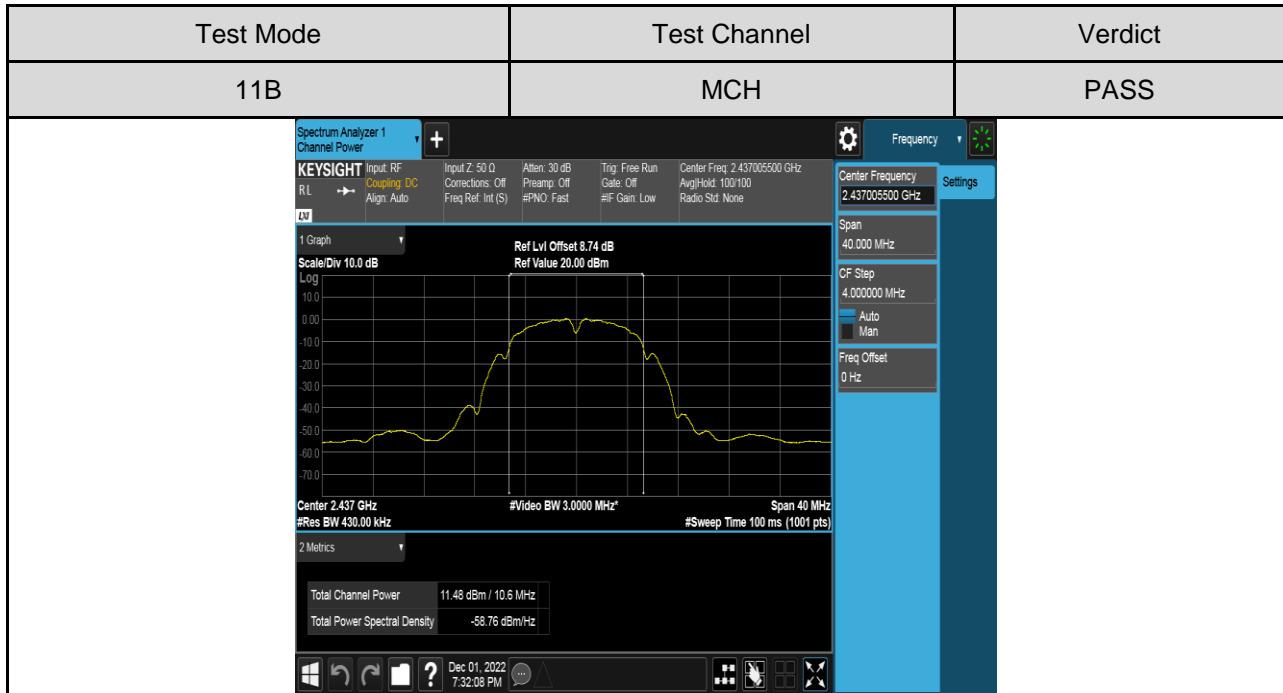 Test Mode Test Channel Verdict
11B MCH PASS
Spectrum Analyzer 1
Channel Power
Frequency
KEYSIGHT Input: RF Input Z: 50 Ω Atten: 30 dB Trig: Free Run Center Freq: 2.437005500 GHz
RL Coupling: DC Corrections: Off Preamp: Off Gate: Off Avg|Hold: 100/100
Align: Auto Freq Ref: Int (S) #PNO: Fast #IF Gain: Low Radio Std: None
LXI
Center Frequency
2.437005500 GHz
Settings
Span
40.000 MHz
CF Step
4.000000 MHz
Auto
Man
Freq Offset
0 Hz
1 Graph
Ref Lvl Offset 8.74 dB
Scale/Div 10.0 dB Ref Value 20.00 dBm
Log
10.0
0.00
-10.0
-20.0
-30.0
-40.0
-50.0
-60.0
-70.0
Center 2.437 GHz #Video BW 3.0000 MHz* Span 40 MHz
#Res BW 430.00 kHz #Sweep Time 100 ms (1001 pts)
2 Metrics
Total Channel Power 11.48 dBm / 10.6 MHz
Total Power Spectral Density -58.76 dBm/Hz
? Dec 01, 2022
7:32:08 PM